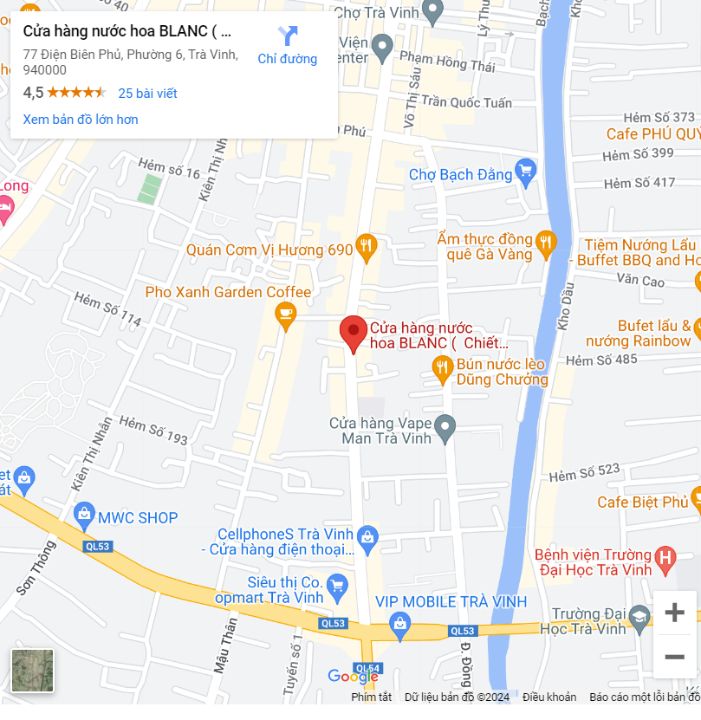 Chợ Trà Vinh
Lý Thư
Bạch
Cửa hàng nước hoa BLANC ( ...
77 Điện Biên Phủ, Phường 6, Trà Vinh,
940000
4,5
25 bài viết
Xem bản đồ lớn hơn
Chỉ đường
Viện
enter
Phạm Hồng Thái
Võ Thị Sáu
Trần Quốc Tuấn
Phú
Hẻm Số 373
Cafe PHÚ QUÝ
Hẻm Số 399
Hẻm Số 417
Hẻm số 16
Kiên Thị Nh
Chợ Bạch Đằng
Long
Quán Cơm Vị Hương 690
Ẩm thực đồng
quê Gà Vàng
Tiệm Nướng Lẩu
- Buffet BBQ and Ho
Văn Cao
Kho Dầu
Hẻm Số 114
Pho Xanh Garden Coffee
Cửa hàng nước
hoa BLANC ( Chiết...
Bufet lẩu &
nướng Rainbow
Hẻm Số 485
Bún nước lèo
Dũng Chưởng
Hẻm Số 193
Kiên Thị Nhẫn
Cửa hàng Vape
Man Trà Vinh
Hẻm Số 523
et
át
MWC SHOP
Cafe Biệt Phủ
QL53
CellphoneS Trà Vinh
- Cửa hàng điện thoại...
Bệnh viện Trường
Đại Học Trà Vinh
Sơn Thông
Siêu thị Co.
opmart Trà Vinh
VIP MOBILE TRÀ VINH
Trường Đại
Học Trà Vinh
QL53
QL53
Mậu Thân
Tuyến số 1
Đ. Đồng
QL54
Google
+
−
Phím tắt
Dữ liệu bản đồ ©2024
Điều khoản
Báo cáo một lỗi bản đồ